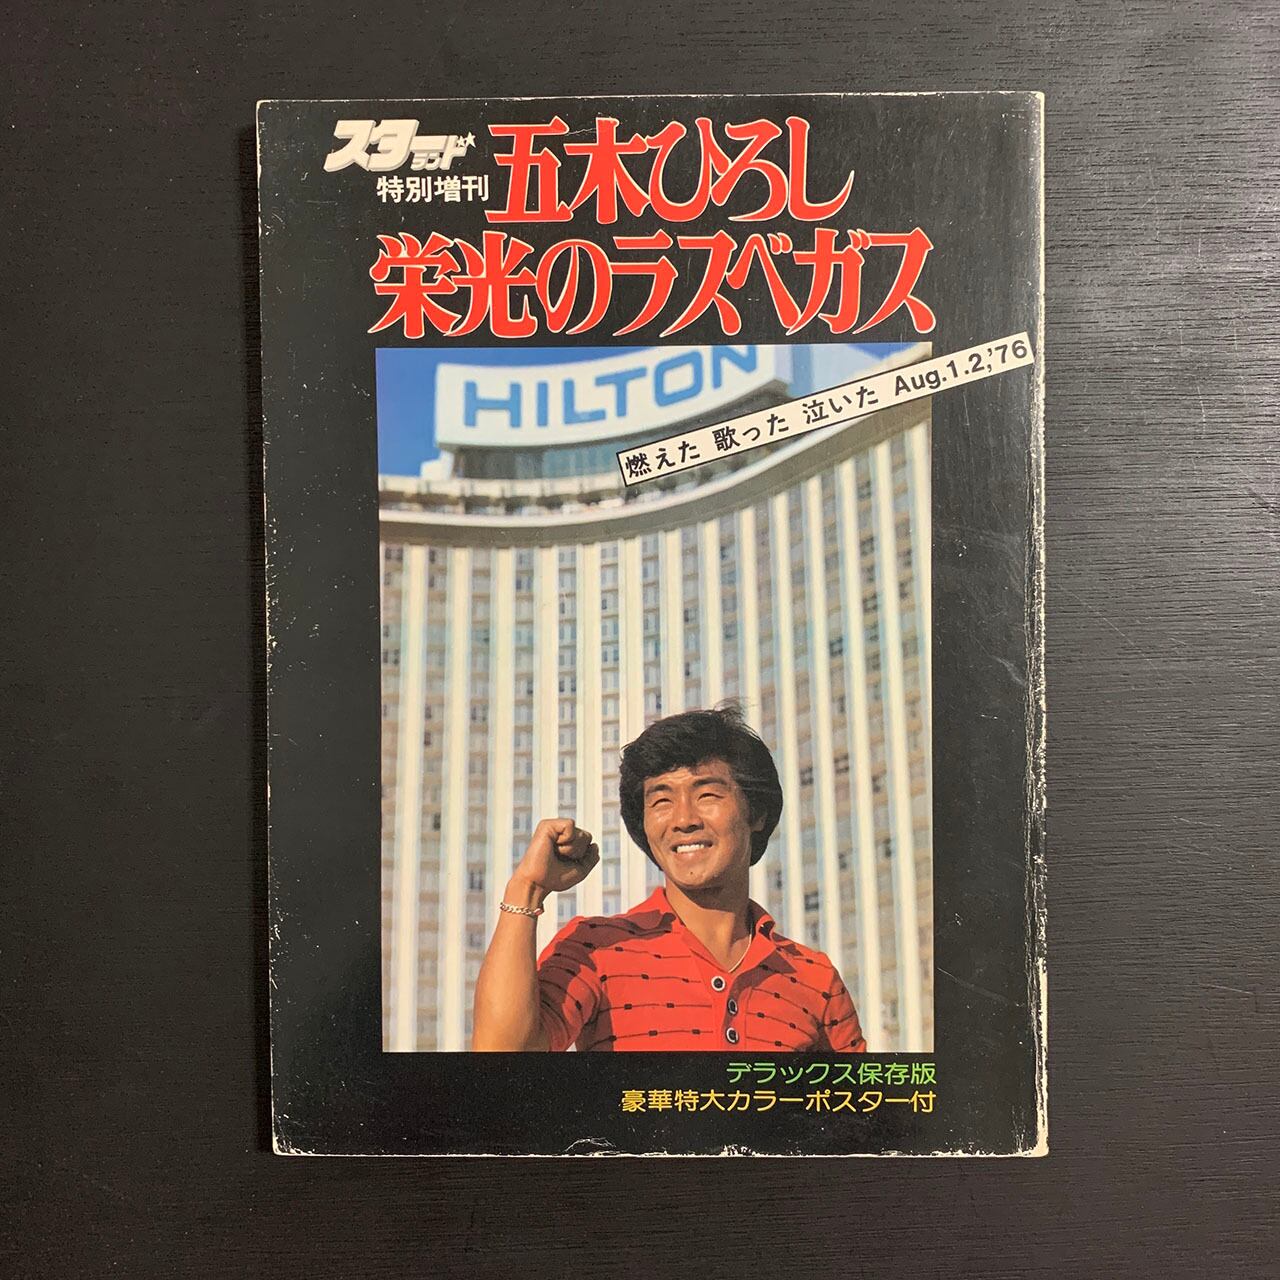 スターランド
特別増刊
五木ひろし
栄光のラスベガス
HILTON
燃えた 歌った 泣いた Aug.1.2,'76
デラックス保存版
豪華特大カラーポスター付